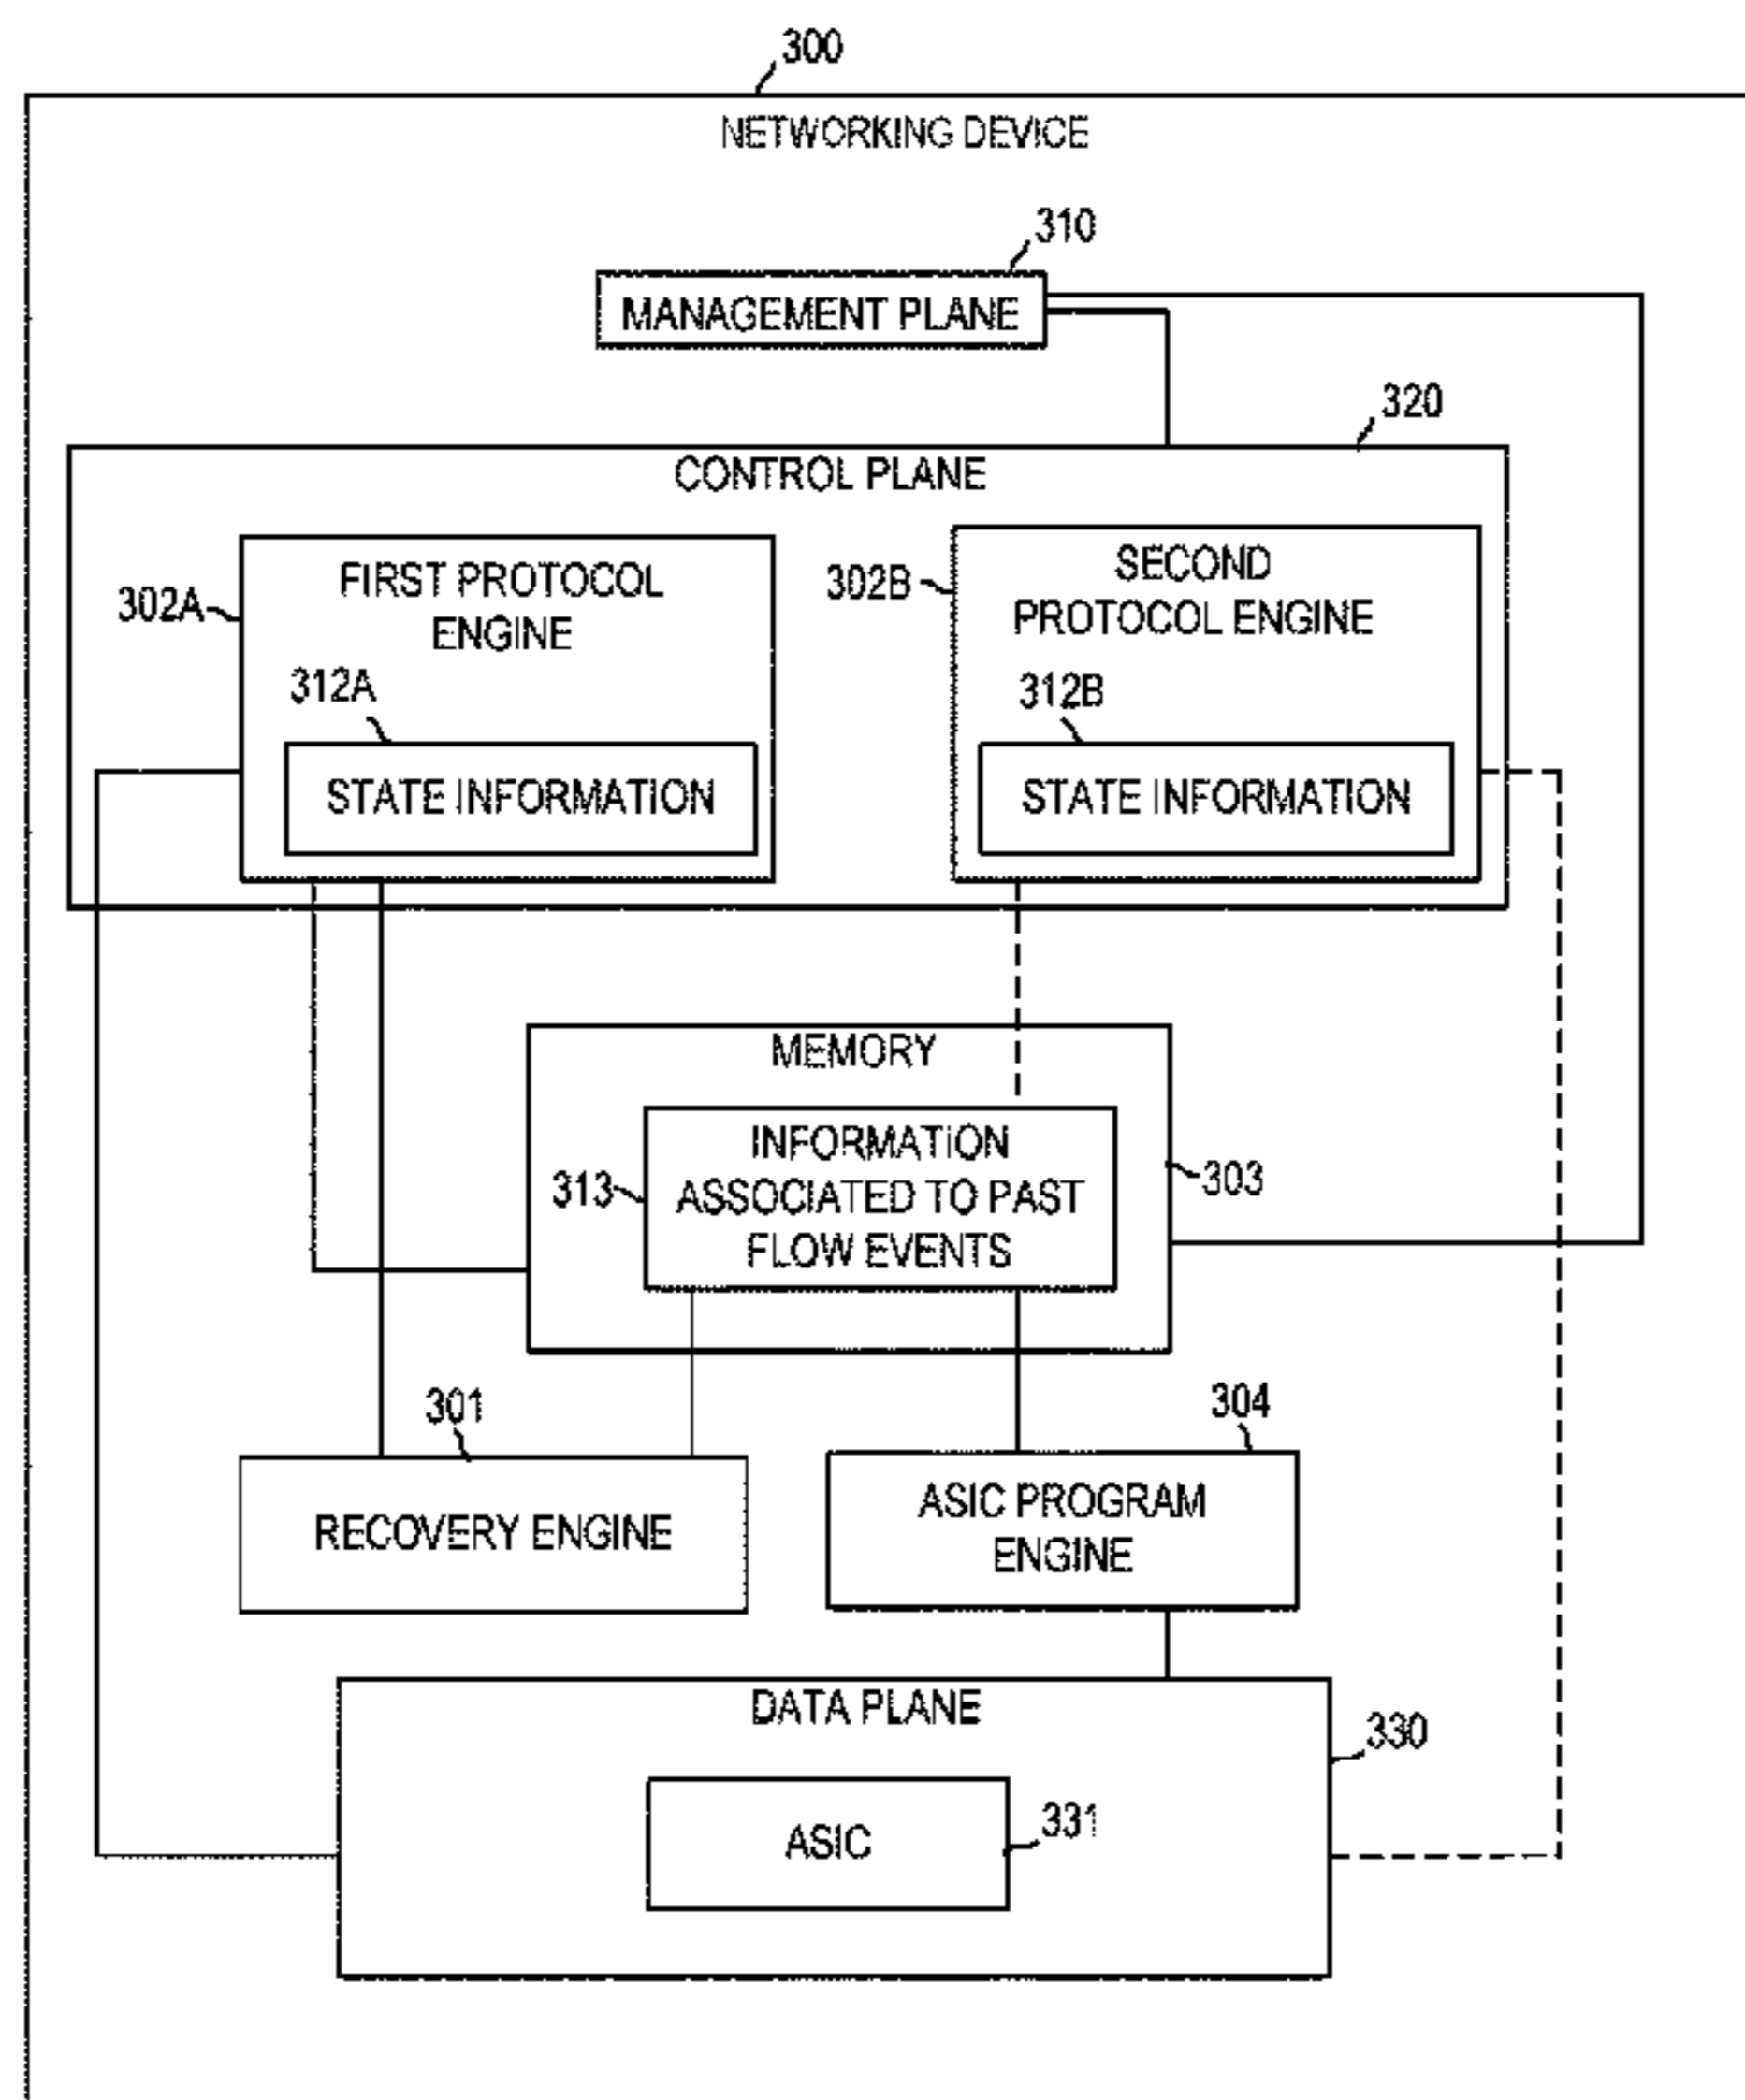 300
NETWORKING DEVICE
310
MANAGEMENT PLANE
320
CONTROL PLANE
302A
FIRST PROTOCOL
ENGINE
312A
STATE INFORMATION
302B
SECOND
PROTOCOL ENGINE
312B
STATE INFORMATION
MEMORY
313
INFORMATION
ASSOCIATED TO PAST
FLOW EVENTS
303
301
RECOVERY ENGINE
304
ASIC PROGRAM
ENGINE
DATA PLANE
330
ASIC
331